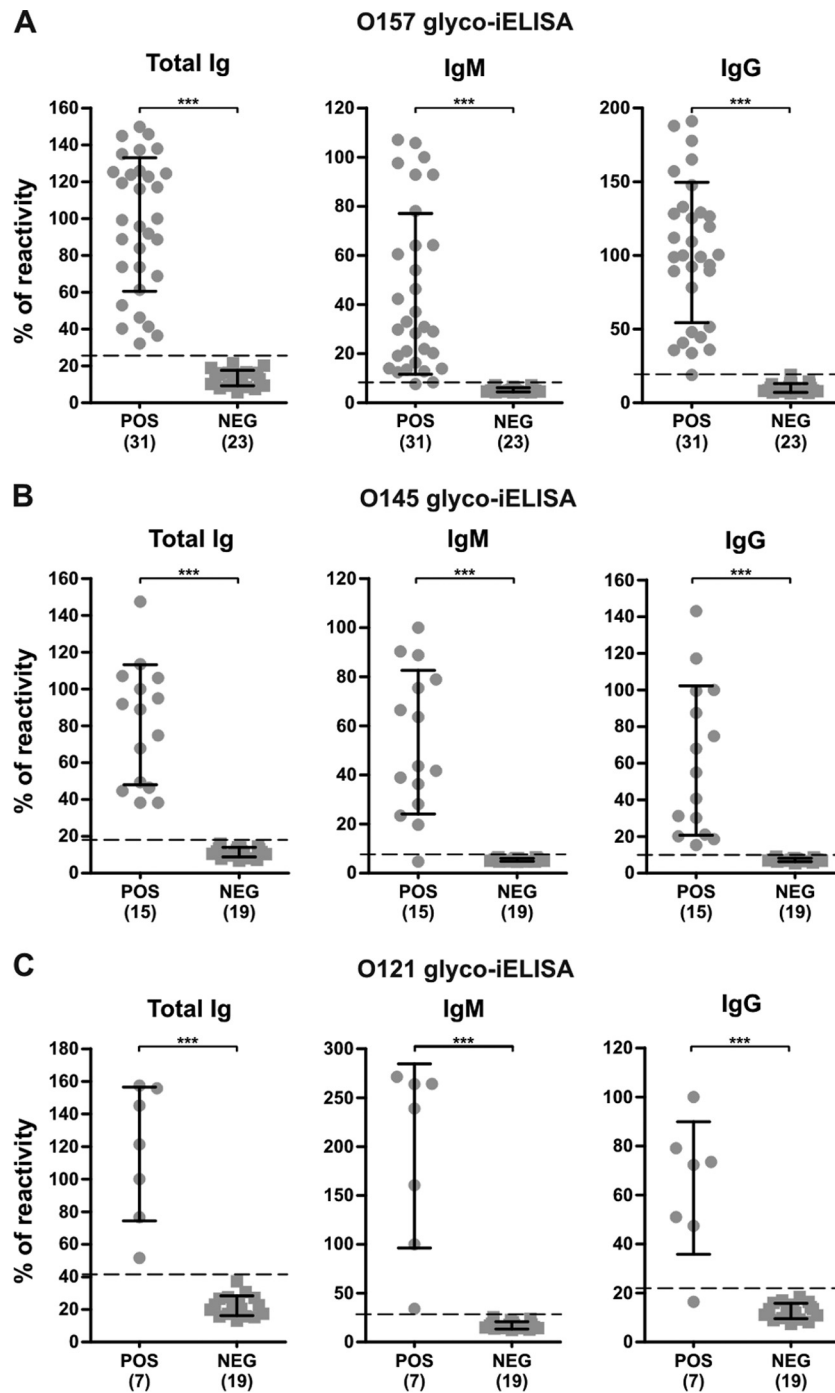 A
O157 glyco-iELISA
Total Ig
IgM
IgG
% of reactivity
160
140
120
100
80
60
40
20
0
***
POS
(31)
NEG
(23)
120
100
80
60
40
20
0
***
POS
(31)
NEG
(23)
200
150
100
50
0
***
POS
(31)
NEG
(23)
B
O145 glyco-iELISA
Total Ig
IgM
IgG
% of reactivity
160
140
120
100
80
60
40
20
0
***
POS
(15)
NEG
(19)
120
100
80
60
40
20
0
***
POS
(15)
NEG
(19)
160
140
120
100
80
60
40
20
0
***
POS
(15)
NEG
(19)
C
O121 glyco-iELISA
Total Ig
IgM
IgG
% of reactivity
180
160
140
120
100
80
60
40
20
0
***
POS
(7)
NEG
(19)
300
250
200
150
100
50
0
***
POS
(7)
NEG
(19)
120
100
80
60
40
20
0
***
POS
(7)
NEG
(19)